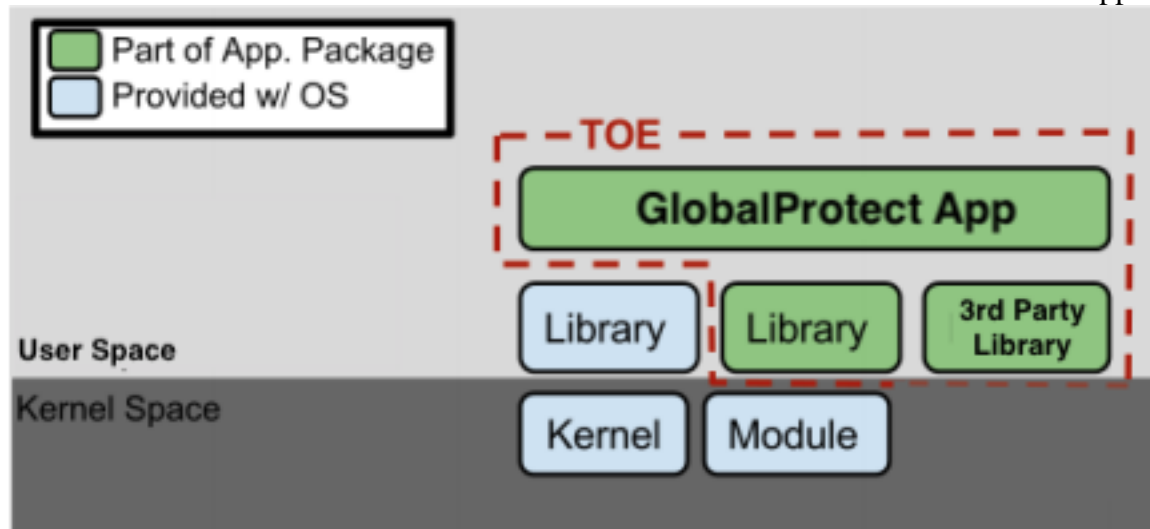 pp
Part of App. Package
Provided w/ OS
TOE
GlobalProtect App
Library
Library
3rd Party
Library
User Space
Kernel Space
Kernel
Module